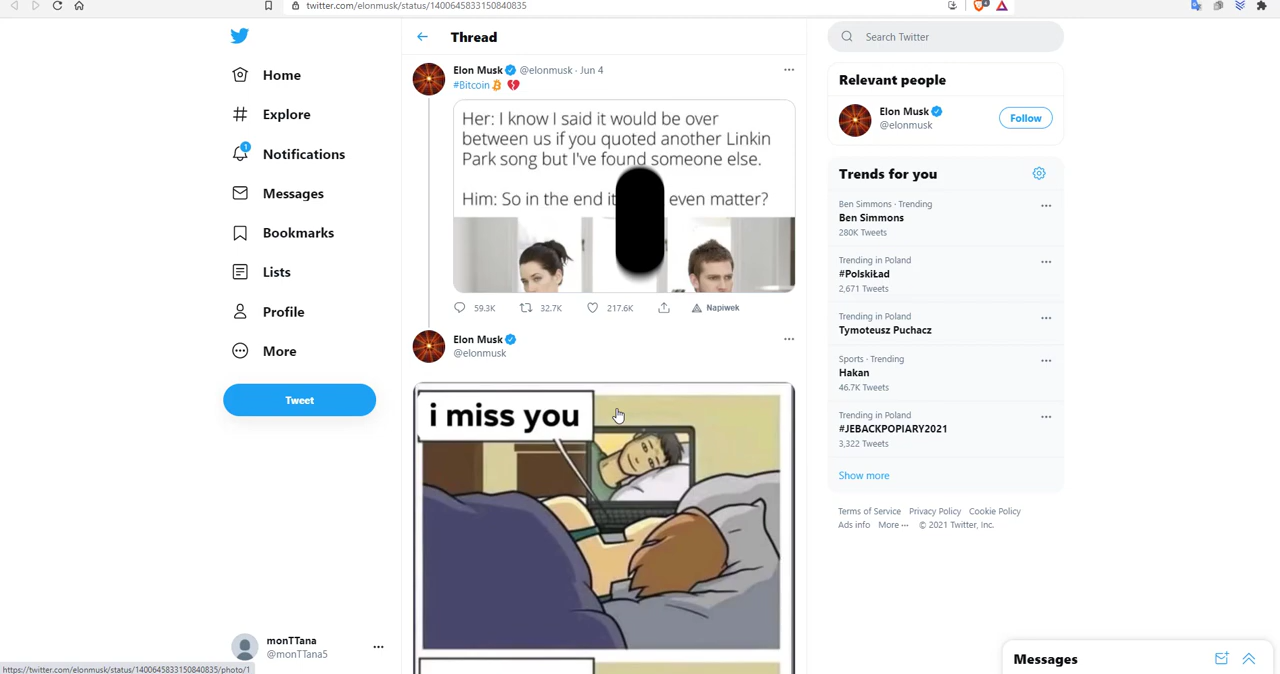 twitter.com/elonmusk/status/1400645833150840835
Home
Explore
1
Notifications
Messages
Bookmarks
Lists
Profile
More
Tweet
monTTana
@monTTana5
https://twitter.com/elonmusk/status/1400645833150840835/photo/1
Thread
Elon Musk @elonmusk · Jun 4
#Bitcoin
Her: I know I said it would be over
between us if you quoted another Linkin
Park song but I've found someone else.
Him: So in the end it even matter?
59.3K 32.7K 217.6K Napiwek
Elon Musk
@elonmusk
i miss you
Search Twitter
Relevant people
Elon Musk
@elonmusk
Follow
Trends for you
Ben Simmons · Trending
Ben Simmons
280K Tweets
Trending in Poland
#PolskiŁad
2,671 Tweets
Trending in Poland
Tymoteusz Puchacz
Sports · Trending
Hakan
46.7K Tweets
Trending in Poland
#JEBACKPOPIARY2021
3,322 Tweets
Show more
Terms of Service Privacy Policy Cookie Policy
Ads info More ··· © 2021 Twitter, Inc.
Messages